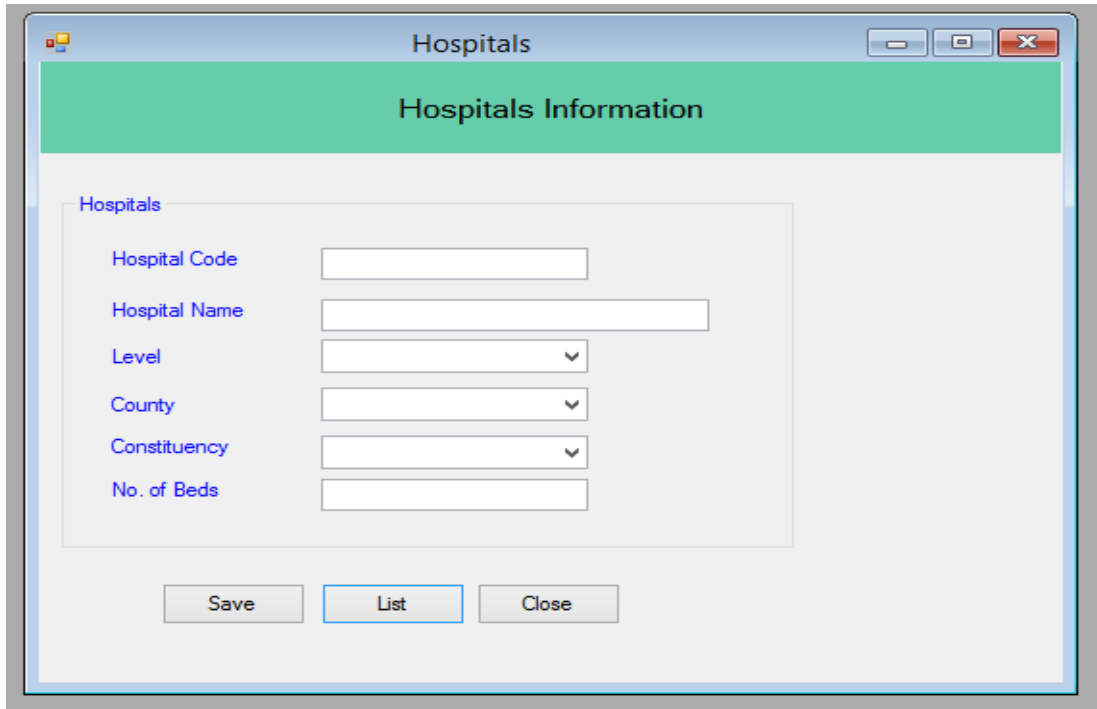 Hospitals
Hospitals Information
Hospitals
Hospital Code
Hospital Name
Level
County
Constituency
No. of Beds
Save List Close